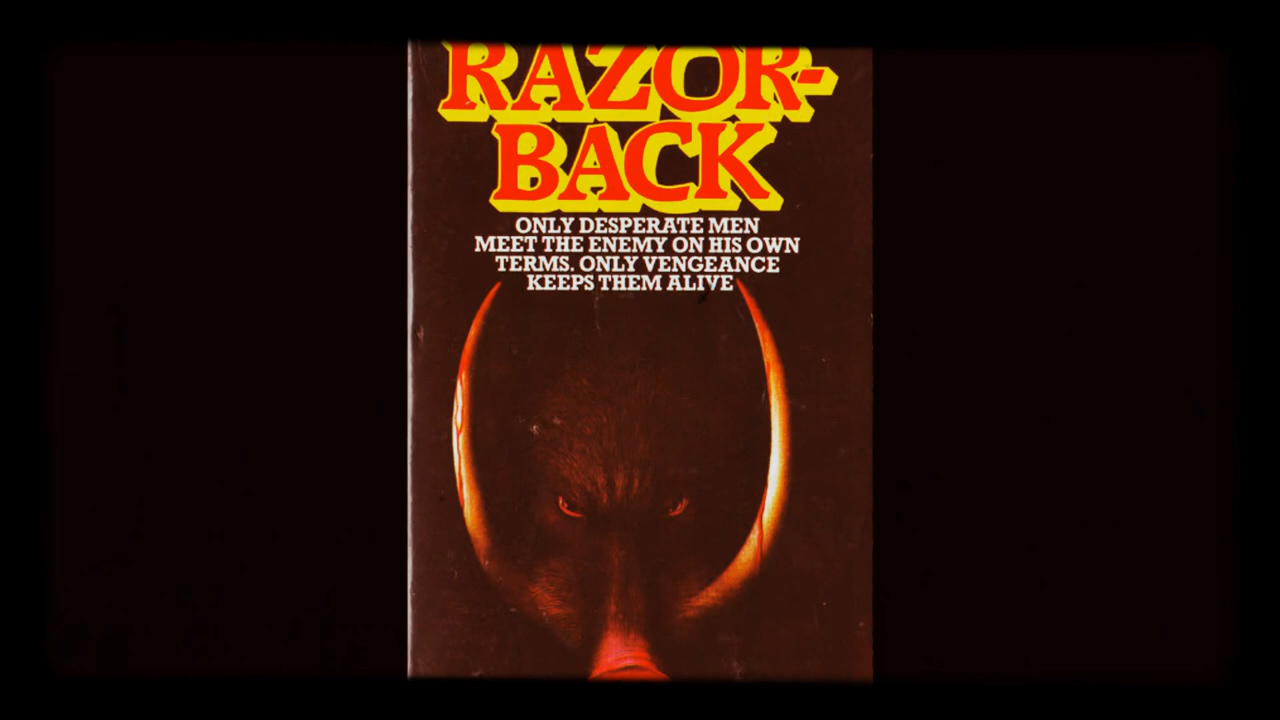 RAZOR-
BACK
ONLY DESPERATE MEN
MEET THE ENEMY ON HIS OWN
TERMS. ONLY VENGEANCE
KEEPS THEM ALIVE